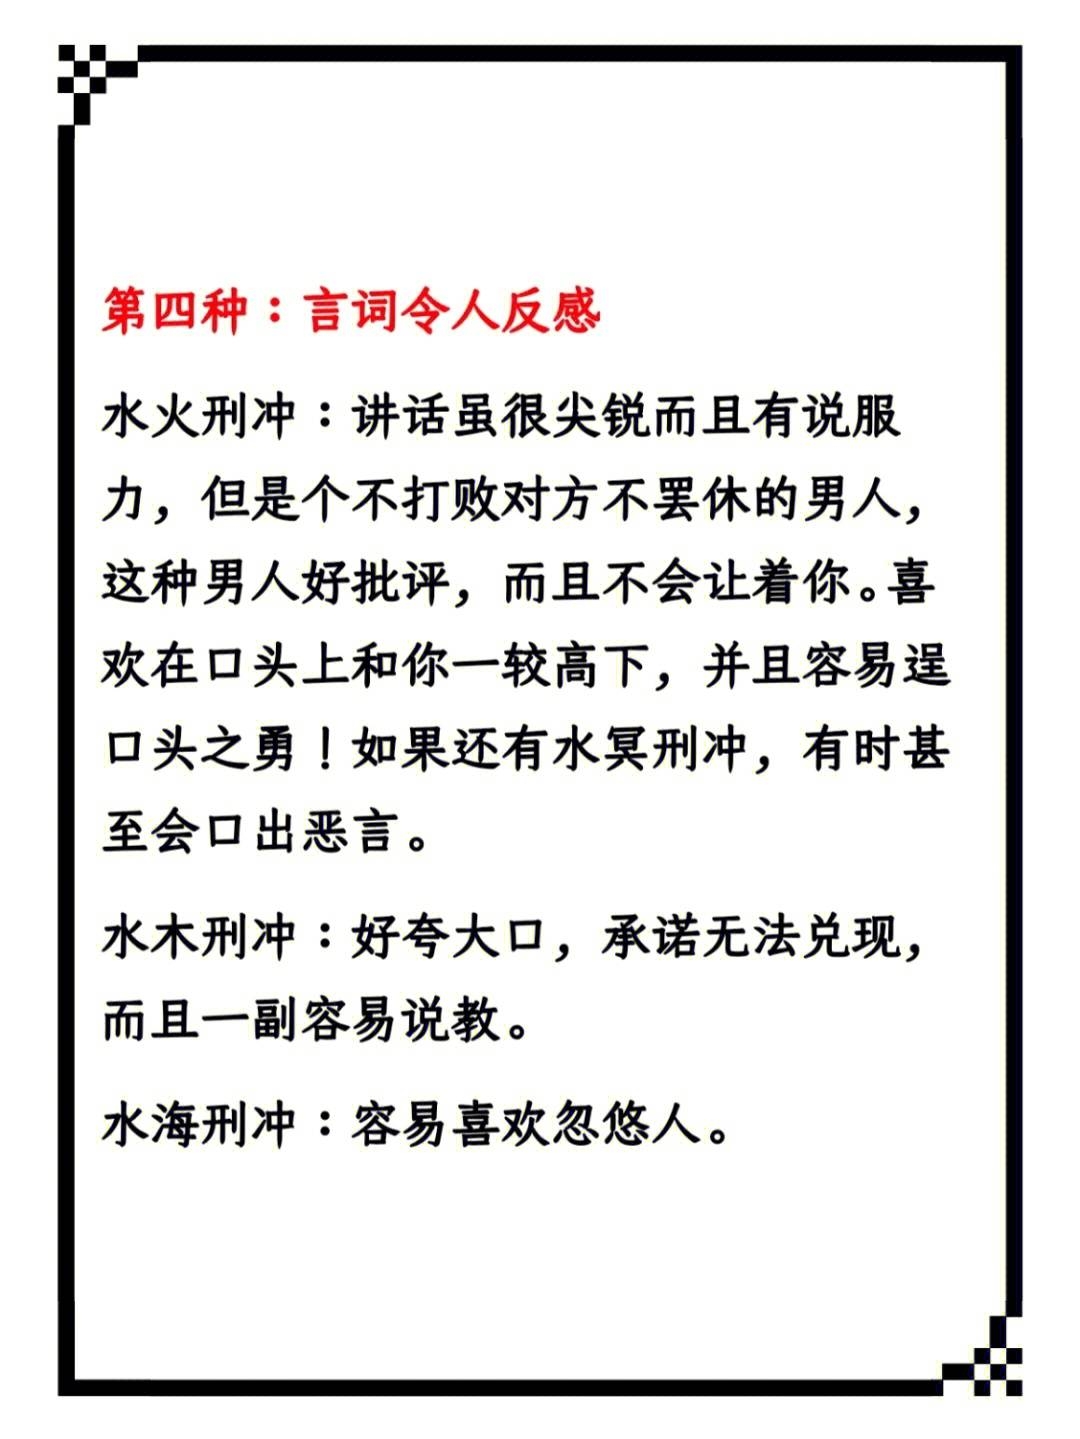 第四种：言词令人反感
水火刑冲：讲话虽很尖锐而且有说服
力，但是个不打败对方不罢休的男人，
这种男人好批评，而且不会让着你。喜
欢在口头上和你一较高下，并且容易逞
口头之勇！如果还有水冥刑冲，有时甚
至会口出恶言。
水木刑冲：好夸大口，承诺无法兑现，
而且一副容易说教。
水海刑冲：容易喜欢忽悠人。